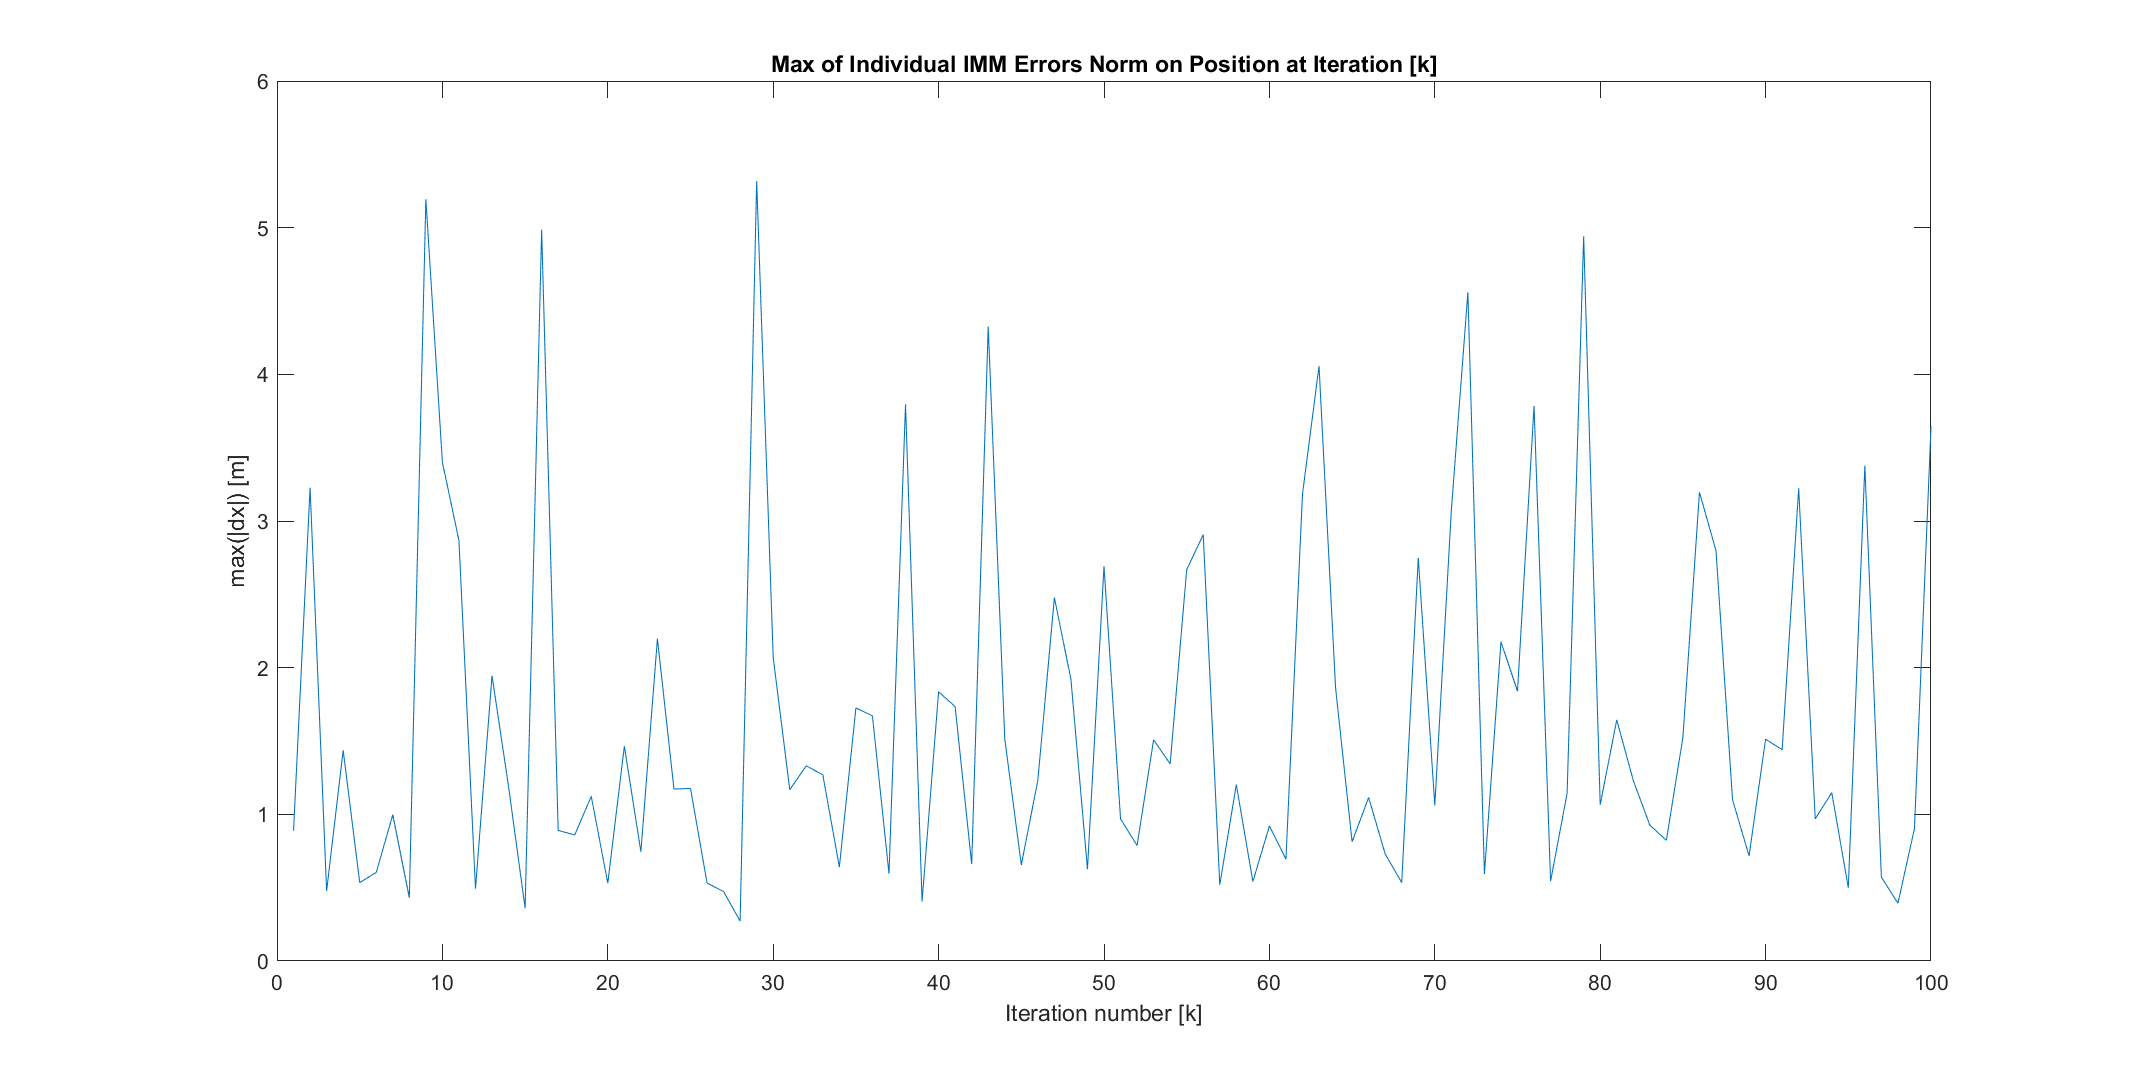 Max of Individual IMM Errors Norm on Position at Iteration [k]
6
5
4
3
2
1
0
max(|dx|) [m]
0 10 20 30 40 50 60 70 80 90 100
Iteration number [k]